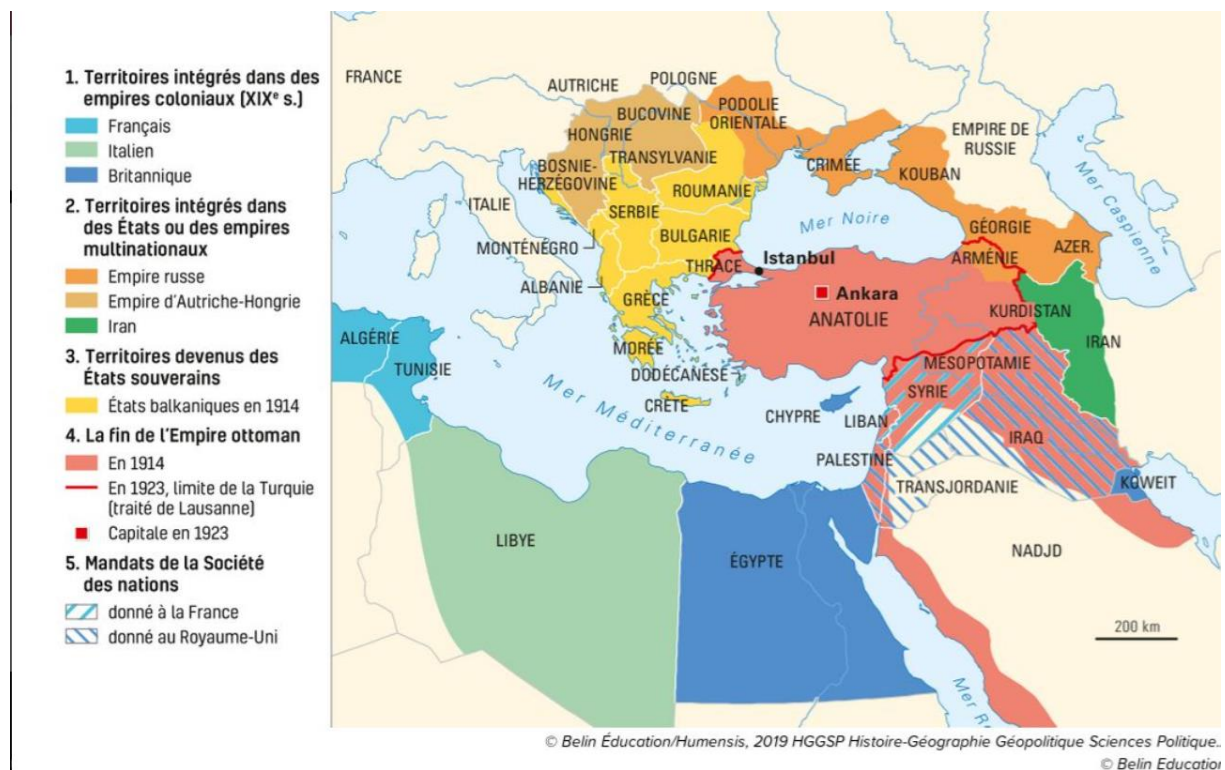 1. Territoires intégrés dans des
empires coloniaux (XIXᵉ s.)
Français
Italien
Britannique
2. Territoires intégrés dans
des États ou des empires
multinationaux
Empire russe
Empire d'Autriche-Hongrie
Iran
3. Territoires devenus des
États souverains
États balkaniques en 1914
4. La fin de l'Empire ottoman
En 1914
En 1923, limite de la Turquie
(traité de Lausanne)
Capitale en 1923
5. Mandats de la Société
des nations
donné à la France
donné au Royaume-Uni
FRANCE
AUTRICHE
POLOGNE
BUCOVINE
PODOLIE
ORIENTALE
HONGRIE
EMPIRE DE
RUSSIE
BOSNIE-
HERZÉGOVINE
TRANSYLVANIE
CRIMÉE
KOUBAN
Mer Caspienne
ITALIE
ROUMANIE
SERBIE
Mer Noire
GÉORGIE
MONTÉNÉGRO
BULGARIE
AZER.
THRACE
Istanbul
ARMÉNIE
ALBANIE
GRÈCE
Ankara
ANATOLIE
KURDISTAN
ALGÉRIE
IRAN
MORÉE
TUNISIE
MÉSOPOTAMIE
DODÉCANÈSE
SYRIE
Mer Méditerranée
CRÈTE
CHYPRE
LIBAN
IRAQ
PALESTINE
TRANSJORDANIE
KOWEIT
LIBYE
NADJD
ÉGYPTE
200 km
Mer
© Belin Éducation/Humensis, 2019 HGGSP Histoire-Géographie Géopolitique Sciences Politique..
© Belin Education